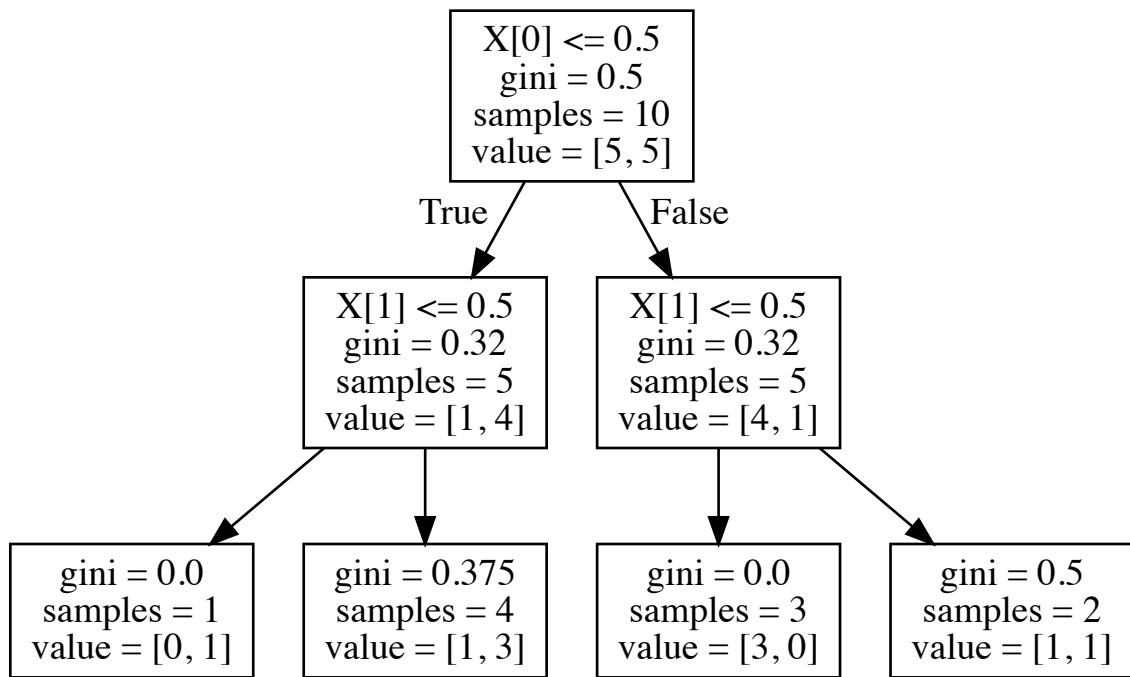 X[0] <= 0.5
gini = 0.5
samples = 10
value = [5, 5]
True
False
X[1] <= 0.5
gini = 0.32
samples = 5
value = [1, 4]
X[1] <= 0.5
gini = 0.32
samples = 5
value = [4, 1]
gini = 0.0
samples = 1
value = [0, 1]
gini = 0.375
samples = 4
value = [1, 3]
gini = 0.0
samples = 3
value = [3, 0]
gini = 0.5
samples = 2
value = [1, 1]